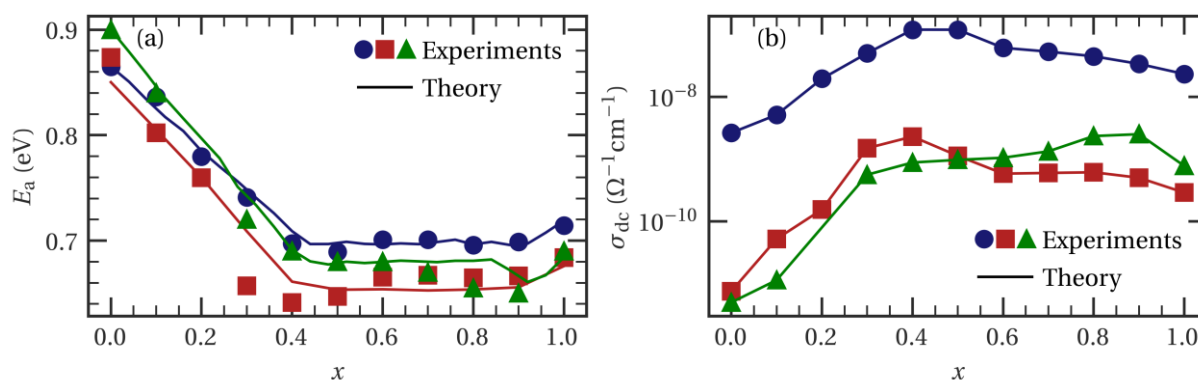 (a)
Experiments
Theory
0.9
0.8
0.7
Eₐ (eV)
0.0 0.2 0.4 0.6 0.8 1.0
x
(b)
Experiments
Theory
10⁻⁸
10⁻¹⁰
σdc (Ω⁻¹cm⁻¹)
0.0 0.2 0.4 0.6 0.8 1.0
x